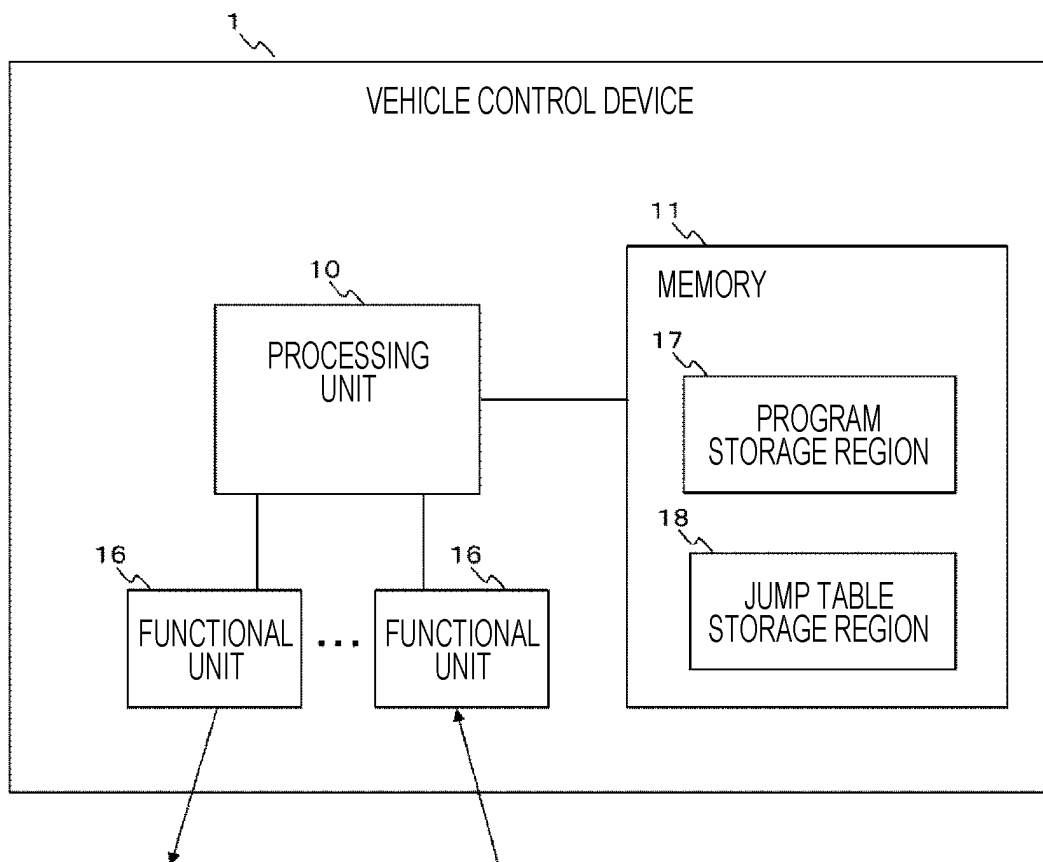 1
VEHICLE CONTROL DEVICE
11
MEMORY
10
PROCESSING
UNIT
17
PROGRAM
STORAGE REGION
18
JUMP TABLE
STORAGE REGION
16
FUNCTIONAL
UNIT
...
16
FUNCTIONAL
UNIT